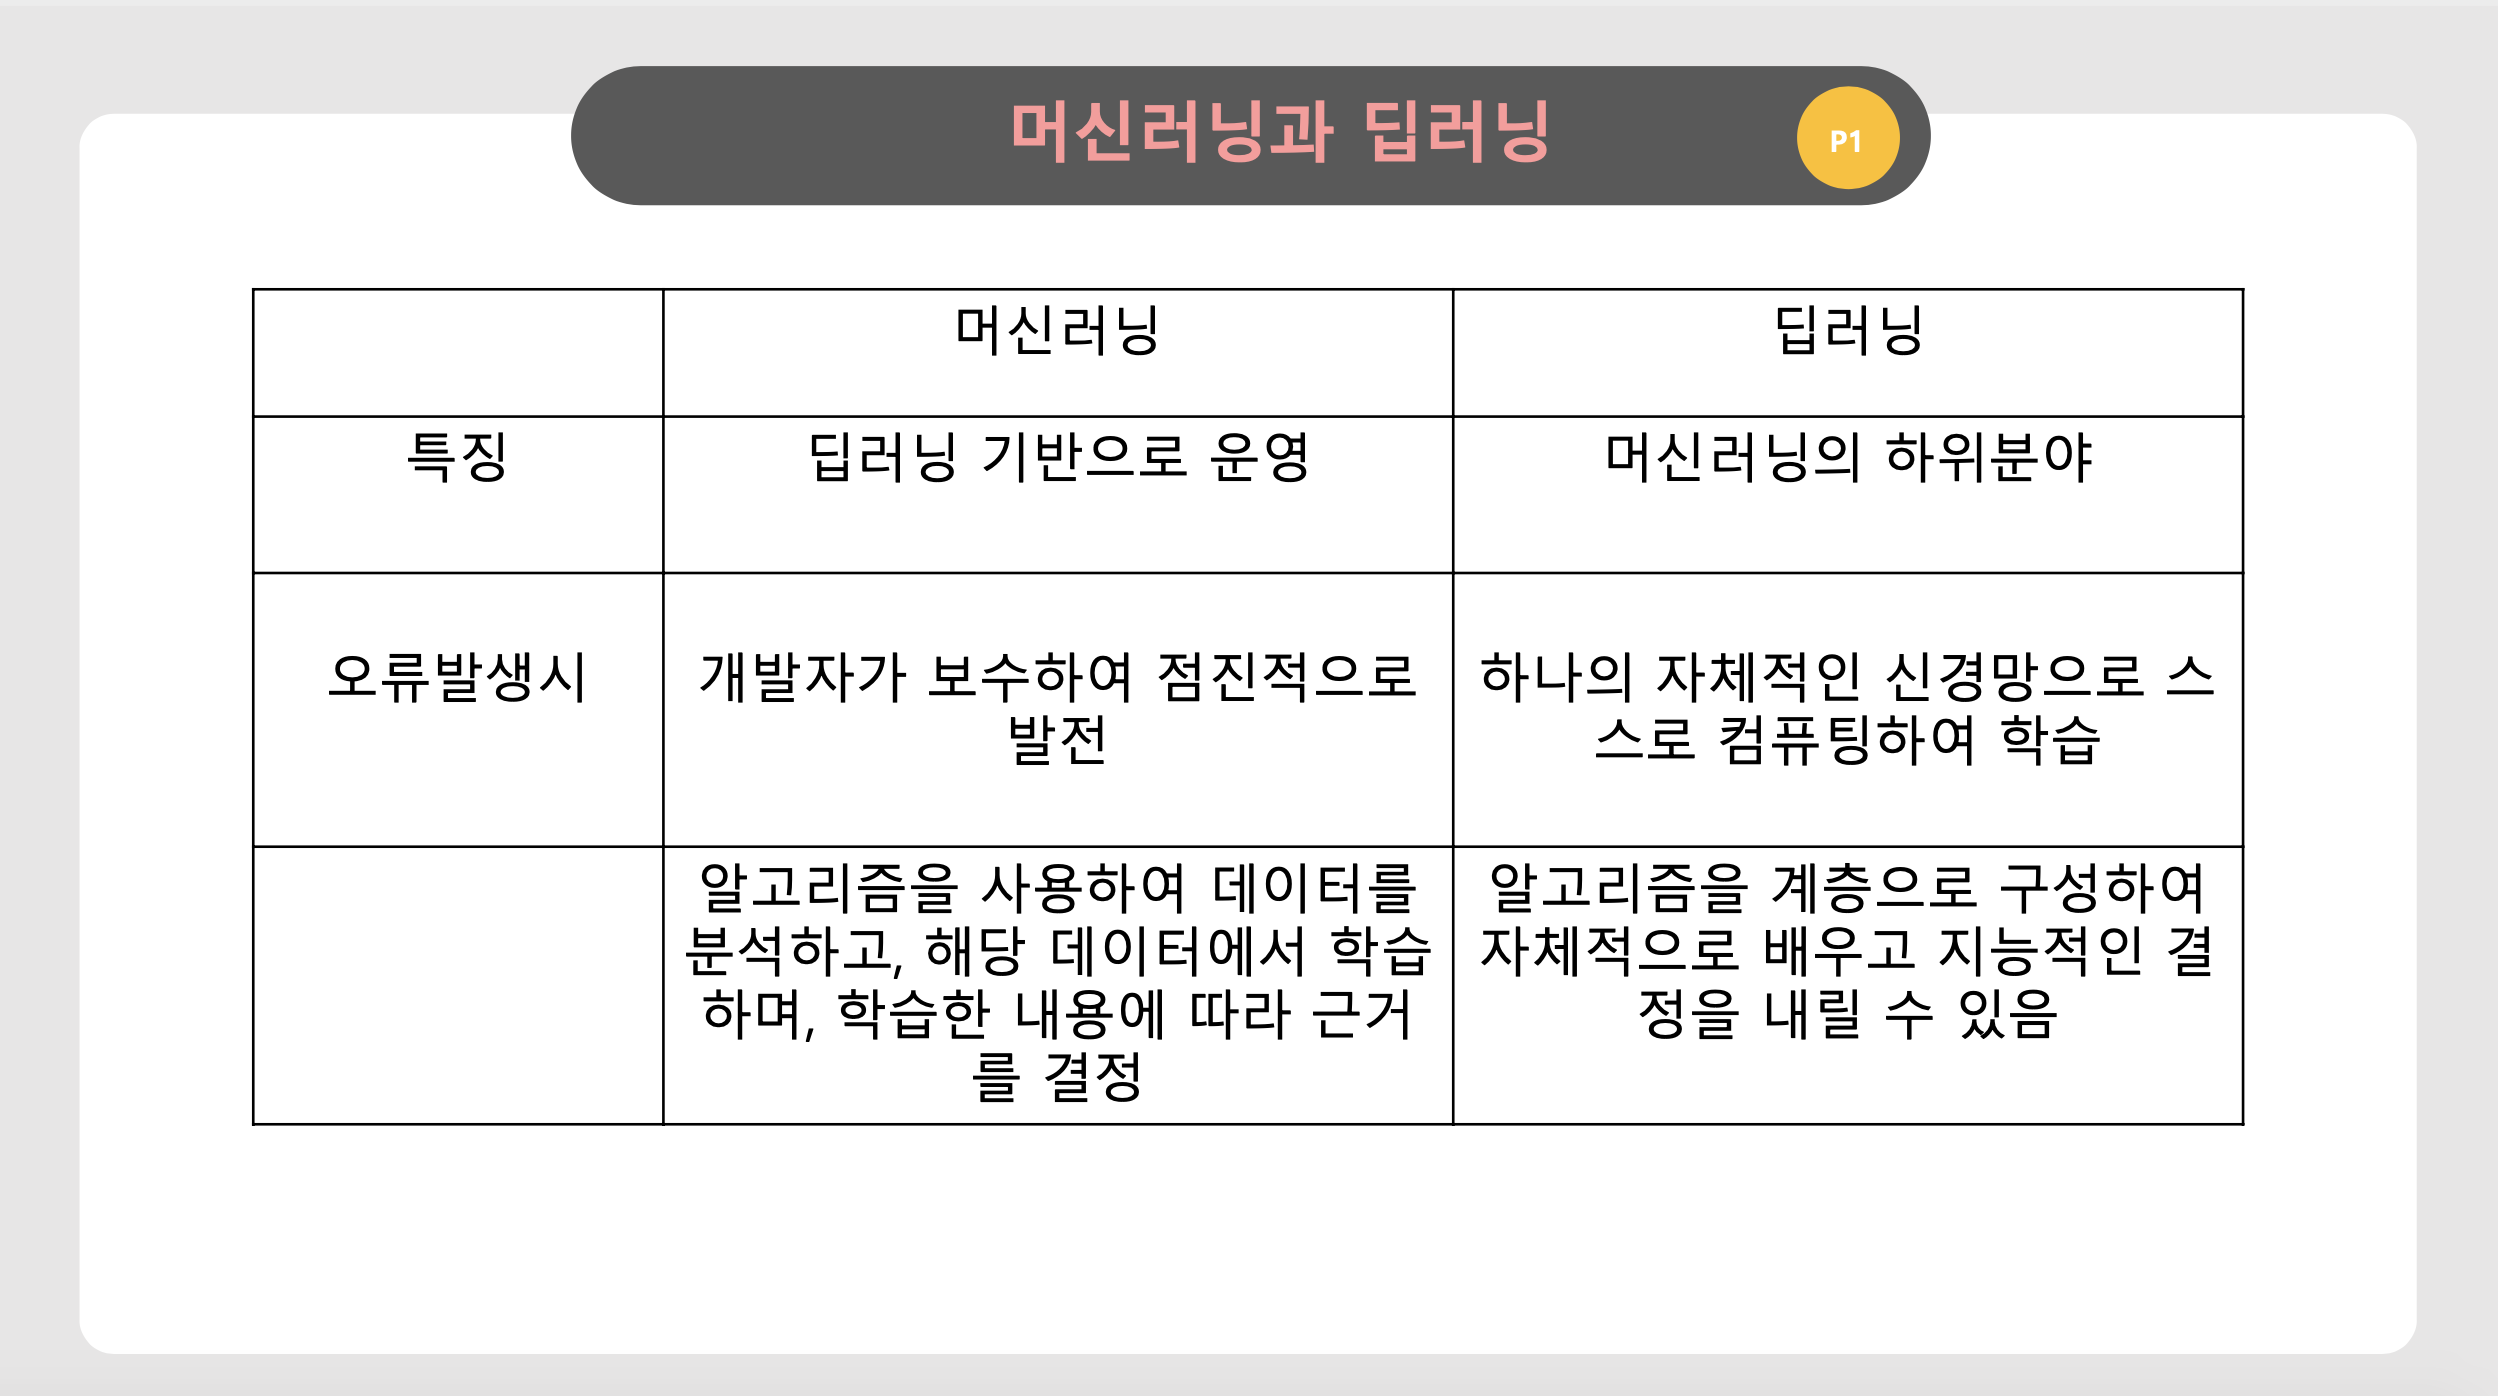 머신러닝과 딥러닝
P1
머신러닝
딥러닝
특징
딥러닝 기반으로 운영
머신러닝의 하위분야
오류발생시
개발자가 보수하여 점진적으로
발전
하나의 자체적인 신경망으로 스
스로 컴퓨팅하여 학습
알고리즘을 사용하여 데이터를
분석하고, 해당 데이터에서 학습
하며, 학습한 내용에 따라 근거
를 결정
알고리즘을 계층으로 구성하여
자체적으로 배우고 지능적인 결
정을 내릴 수 있음